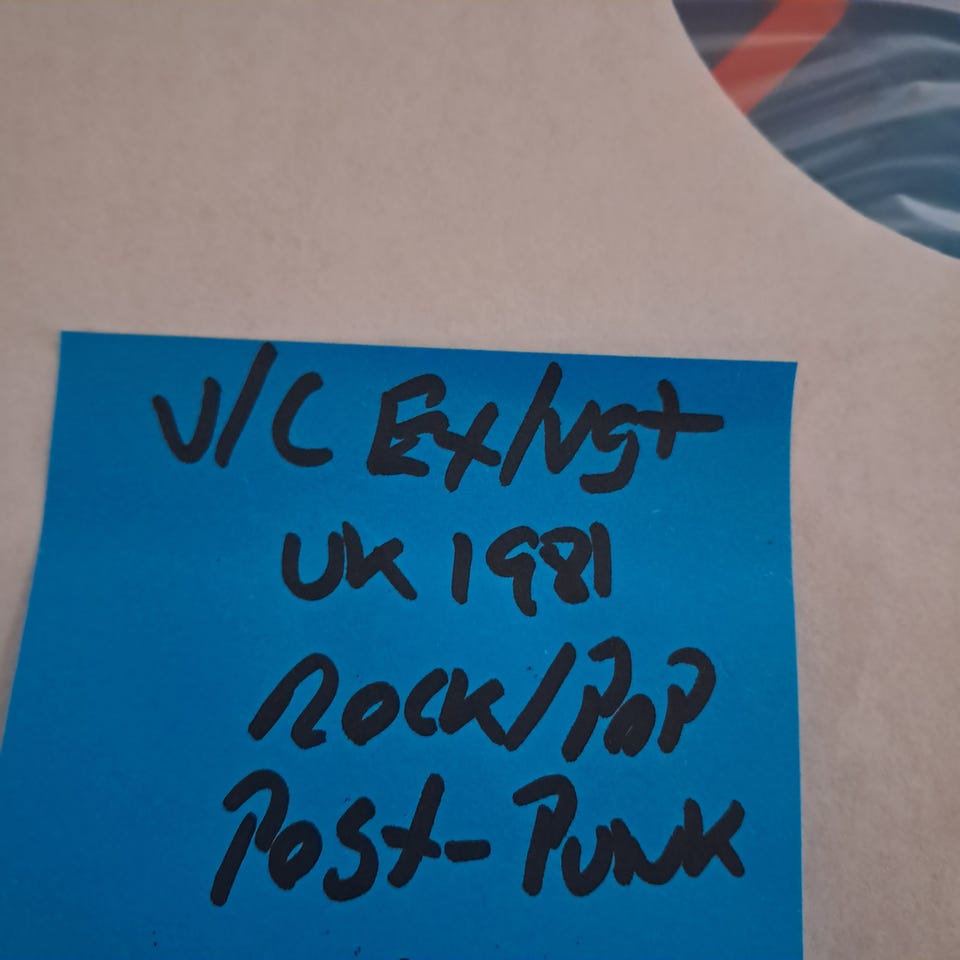 V/C Ex/Vg+
UK 1981
Rock/Pop
Post-Punk